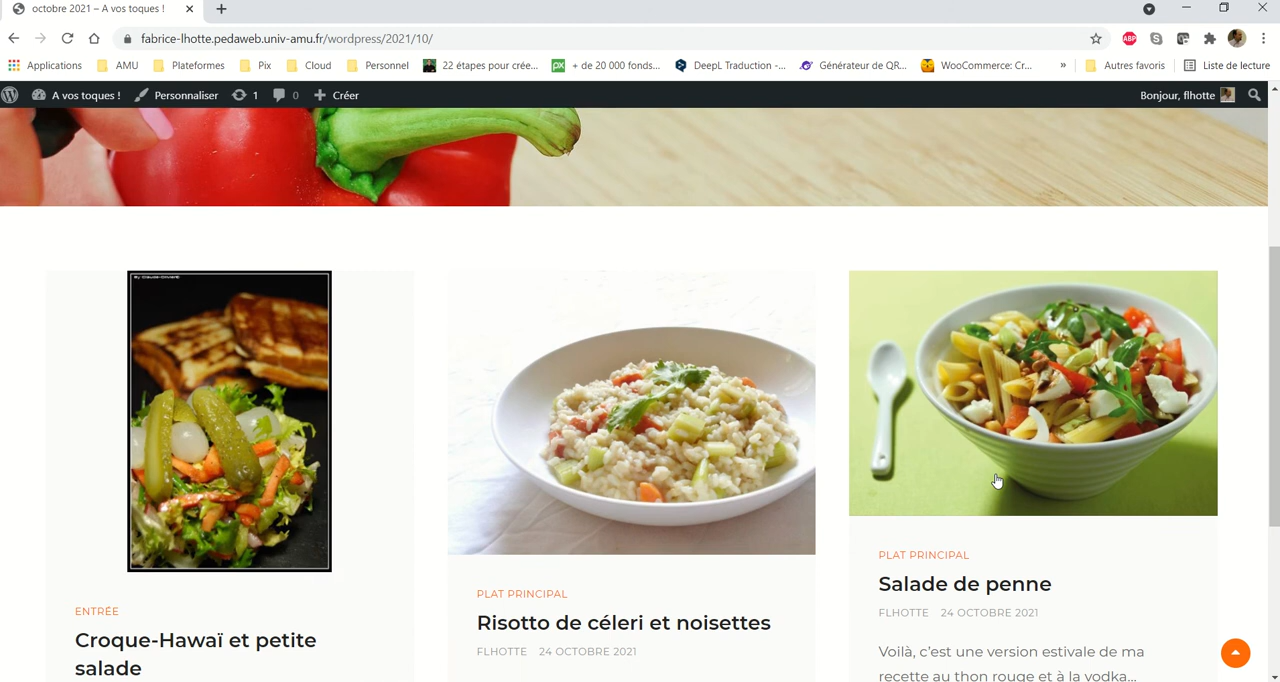 octobre 2021 – A vos toques !
fabrice-lhotte.pedaweb.univ-amu.fr/wordpress/2021/10/
ABP
Applications AMU Plateformes Pix Cloud Personnel 22 étapes pour crée... px + de 20 000 fonds... DeepL Traduction -... Générateur de QR... WooCommerce: Cr... » Autres favoris Liste de lecture
A vos toques ! Personnaliser 1 0 Créer Bonjour, flhotte
ENTRÉE
Croque-Hawaï et petite
salade
PLAT PRINCIPAL
Risotto de céleri et noisettes
FLHOTTE 24 OCTOBRE 2021
PLAT PRINCIPAL
Salade de penne
FLHOTTE 24 OCTOBRE 2021
Voilà, c'est une version estivale de ma
recette au thon rouge et à la vodka...